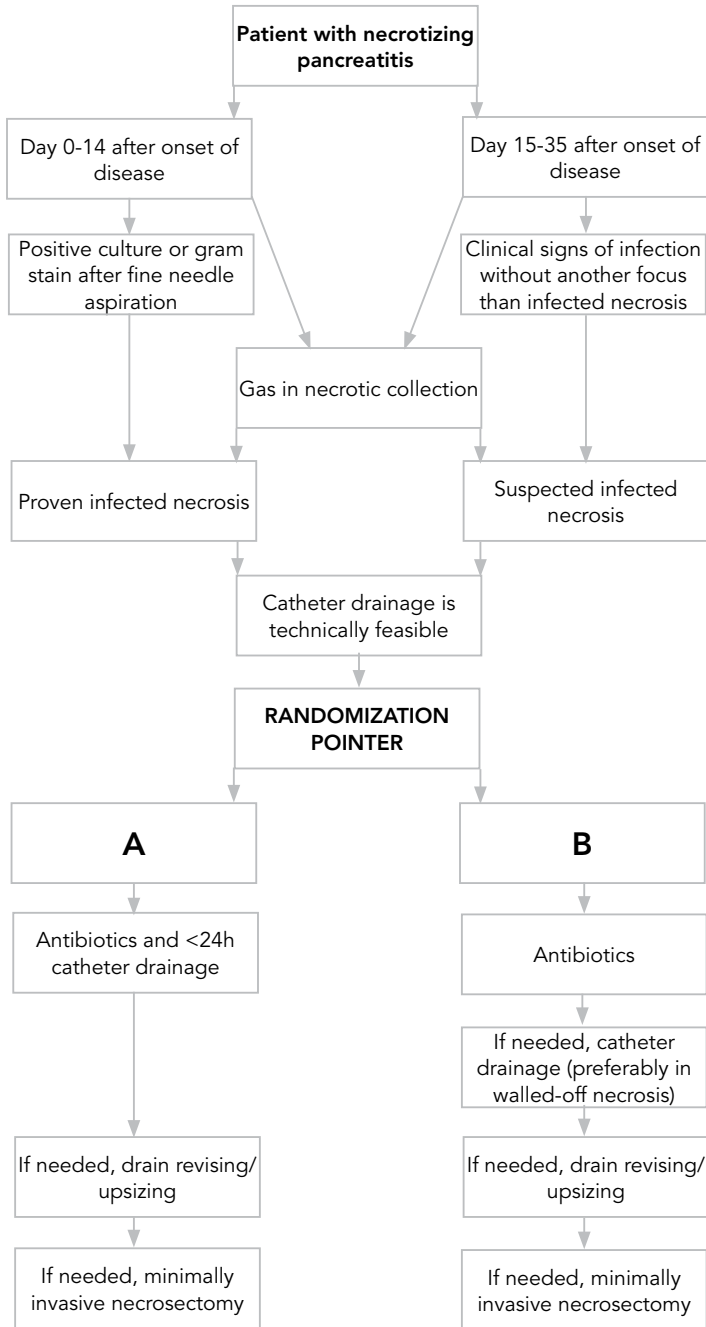 Patient with necrotizing
pancreatitis
Day 0-14 after onset of
disease
Day 15-35 after onset of
disease
Positive culture or gram
stain after fine needle
aspiration
Clinical signs of infection
without another focus
than infected necrosis
Gas in necrotic collection
Proven infected necrosis
Suspected infected
necrosis
Catheter drainage is
technically feasible
RANDOMIZATION
POINTER
A
B
Antibiotics and <24h
catheter drainage
Antibiotics
If needed, catheter
drainage (preferably in
walled-off necrosis)
If needed, drain revising/
upsizing
If needed, drain revising/
upsizing
If needed, minimally
invasive necrosectomy
If needed, minimally
invasive necrosectomy